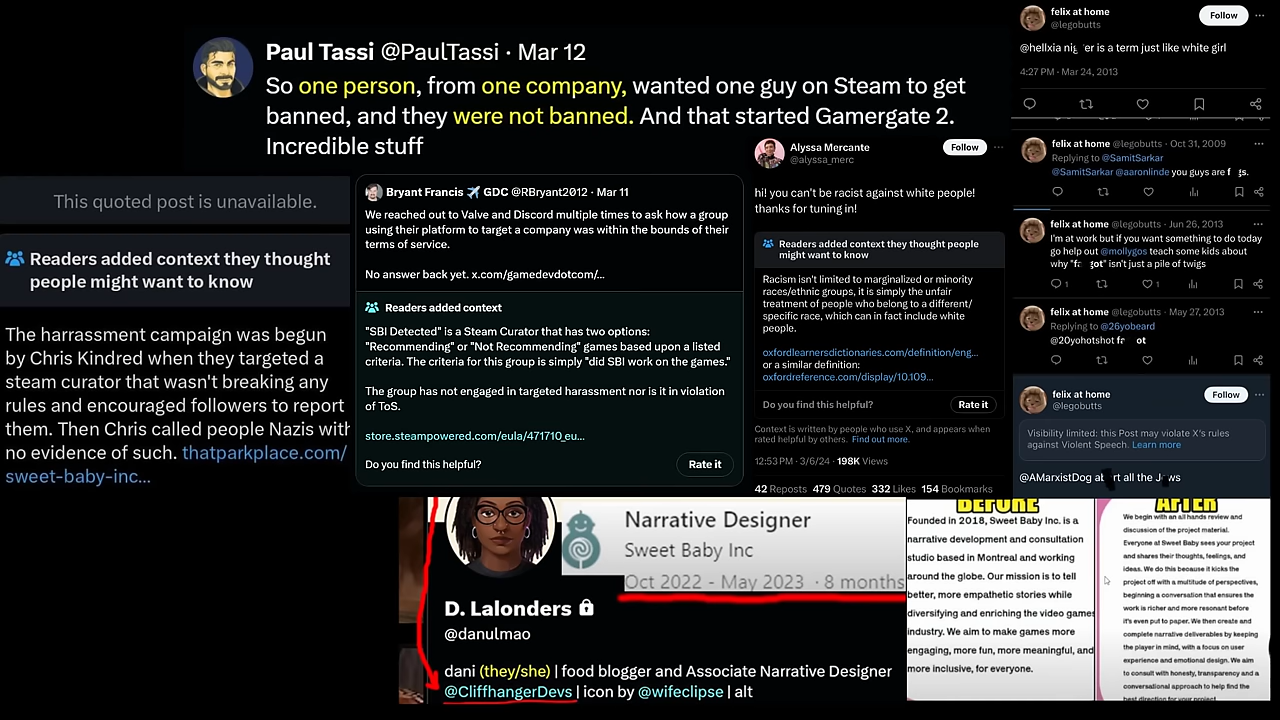 Paul Tassi @PaulTassi · Mar 12
So one person, from one company, wanted one guy on Steam to get
banned, and they were not banned. And that started Gamergate 2.
Incredible stuff
This quoted post is unavailable.
Readers added context they thought
people might want to know
The harrassment campaign was begun
by Chris Kindred when they targeted a
steam curator that wasn't breaking any
rules and encouraged followers to report
them. Then Chris called people Nazis with
no evidence of such. thatparkplace.com/
sweet-baby-inc...
Bryant Francis ✈️ GDC @RBryant2012 · Mar 11
We reached out to Valve and Discord multiple times to ask how a group
using their platform to target a company was within the bounds of their
terms of service.
No answer back yet. x.com/gamedevdotcom/...
Readers added context
"SBI Detected" is a Steam Curator that has two options:
"Recommending" or "Not Recommending" games based upon a listed
criteria. The criteria for this group is simply "did SBI work on the games."
The group has not engaged in targeted harassment nor is it in violation
of ToS.
store.steampowered.com/eula/471710_eu...
Do you find this helpful?
Rate it
Alyssa Mercante
@alyssa_merc
Follow
hi! you can't be racist against white people!
thanks for tuning in!
Readers added context they thought people
might want to know
Racism isn't limited to marginalized or minority
races/ethnic groups, it is simply the unfair
treatment of people who belong to a different/
specific race, which can in fact include white
people.
oxfordlearnersdictionaries.com/definition/eng...
or a similar definition:
oxfordreference.com/display/10.109...
Do you find this helpful?
Rate it
Context is written by people who use X, and appears when
rated helpful by others. Find out more.
12:53 PM · 3/6/24 · 198K Views
42 Reposts 479 Quotes 332 Likes 154 Bookmarks
felix at home
@legobutts
Follow
@hellxia nig er is a term just like white girl
4:27 PM · Mar 24, 2013
felix at home @legobutts · Oct 31, 2009
Replying to @SamitSarkar
@SamitSarkar @aaronlinde you guys are f gs.
felix at home @legobutts · Jun 26, 2013
I'm at work but if you want something to do today
go help out @mollygos teach some kids about
why "fa got" isn't just a pile of twigs
1
1
felix at home @legobutts · May 27, 2013
Replying to @26yobeard
@20yohotshot fa ot
felix at home
@legobutts
Follow
Visibility limited: this Post may violate X's rules
against Violent Speech. Learn more
@AMarxistDog ab rt all the J ws
Narrative Designer
Sweet Baby Inc
Oct 2022 - May 2023 · 8 months
D. Lalonders
@danulmao
dani (they/she) | food blogger and Associate Narrative Designer
@CliffhangerDevs | icon by @wifeclipse | alt
BEFORE
Founded in 2018, Sweet Baby Inc. is a
narrative development and consultation
studio based in Montreal and working
around the globe. Our mission is to tell
better, more empathetic stories while
diversifying and enriching the video games
industry. We aim to make games more
engaging, more fun, more meaningful, and
more inclusive, for everyone.
AFTER
We begin with an all hands review and
discussion of the project material.
Everyone at Sweet Baby sees your project
and shares their thoughts, feelings, and
ideas. We do this because it kicks the
project off with a multitude of perspectives,
beginning a conversation that ensures the
work is richer and more resonant before
it's even put to paper. We then create and
complete narrative deliverables by keeping
the player in mind, with a focus on user
experience and emotional design. We aim
to consult with honesty, transparency and a
conversational approach to help find the
best direction for your project.